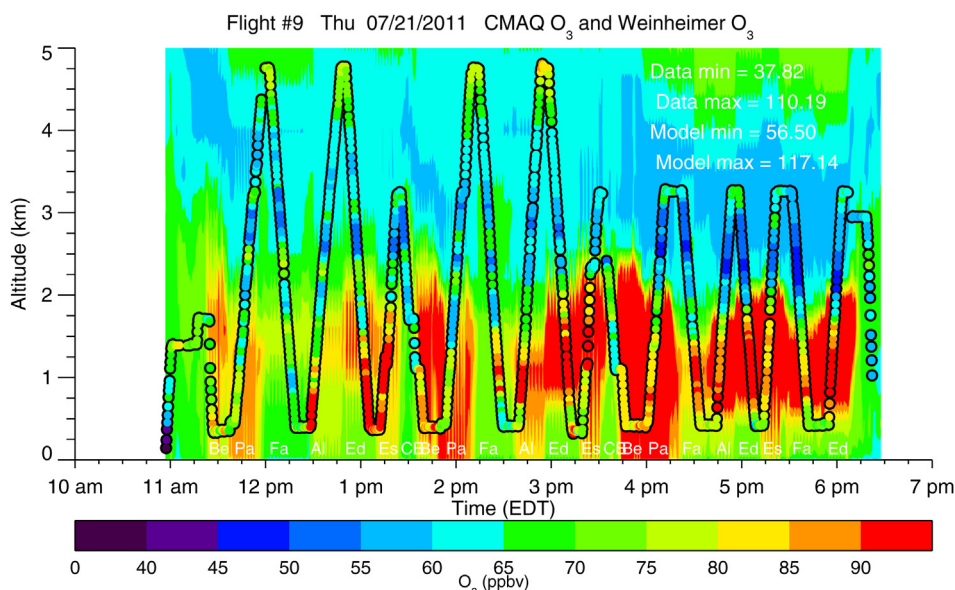 Flight #9 Thu 07/21/2011 CMAQ O3 and Weinheimer O3
5
4
3
2
1
0
Altitude (km)
Data min = 37.82
Data max = 110.19
Model min = 56.50
Model max = 117.14
Be Pa Fa Al Ed Es CB Be Pa Fa Al Ed Es CB Be Pa Fa Al Ed Es Fa Ed
10 am 11 am 12 pm 1 pm 2 pm 3 pm 4 pm 5 pm 6 pm 7 pm
Time (EDT)
0 40 45 50 55 60 65 70 75 80 85 90
O3 (ppbv)